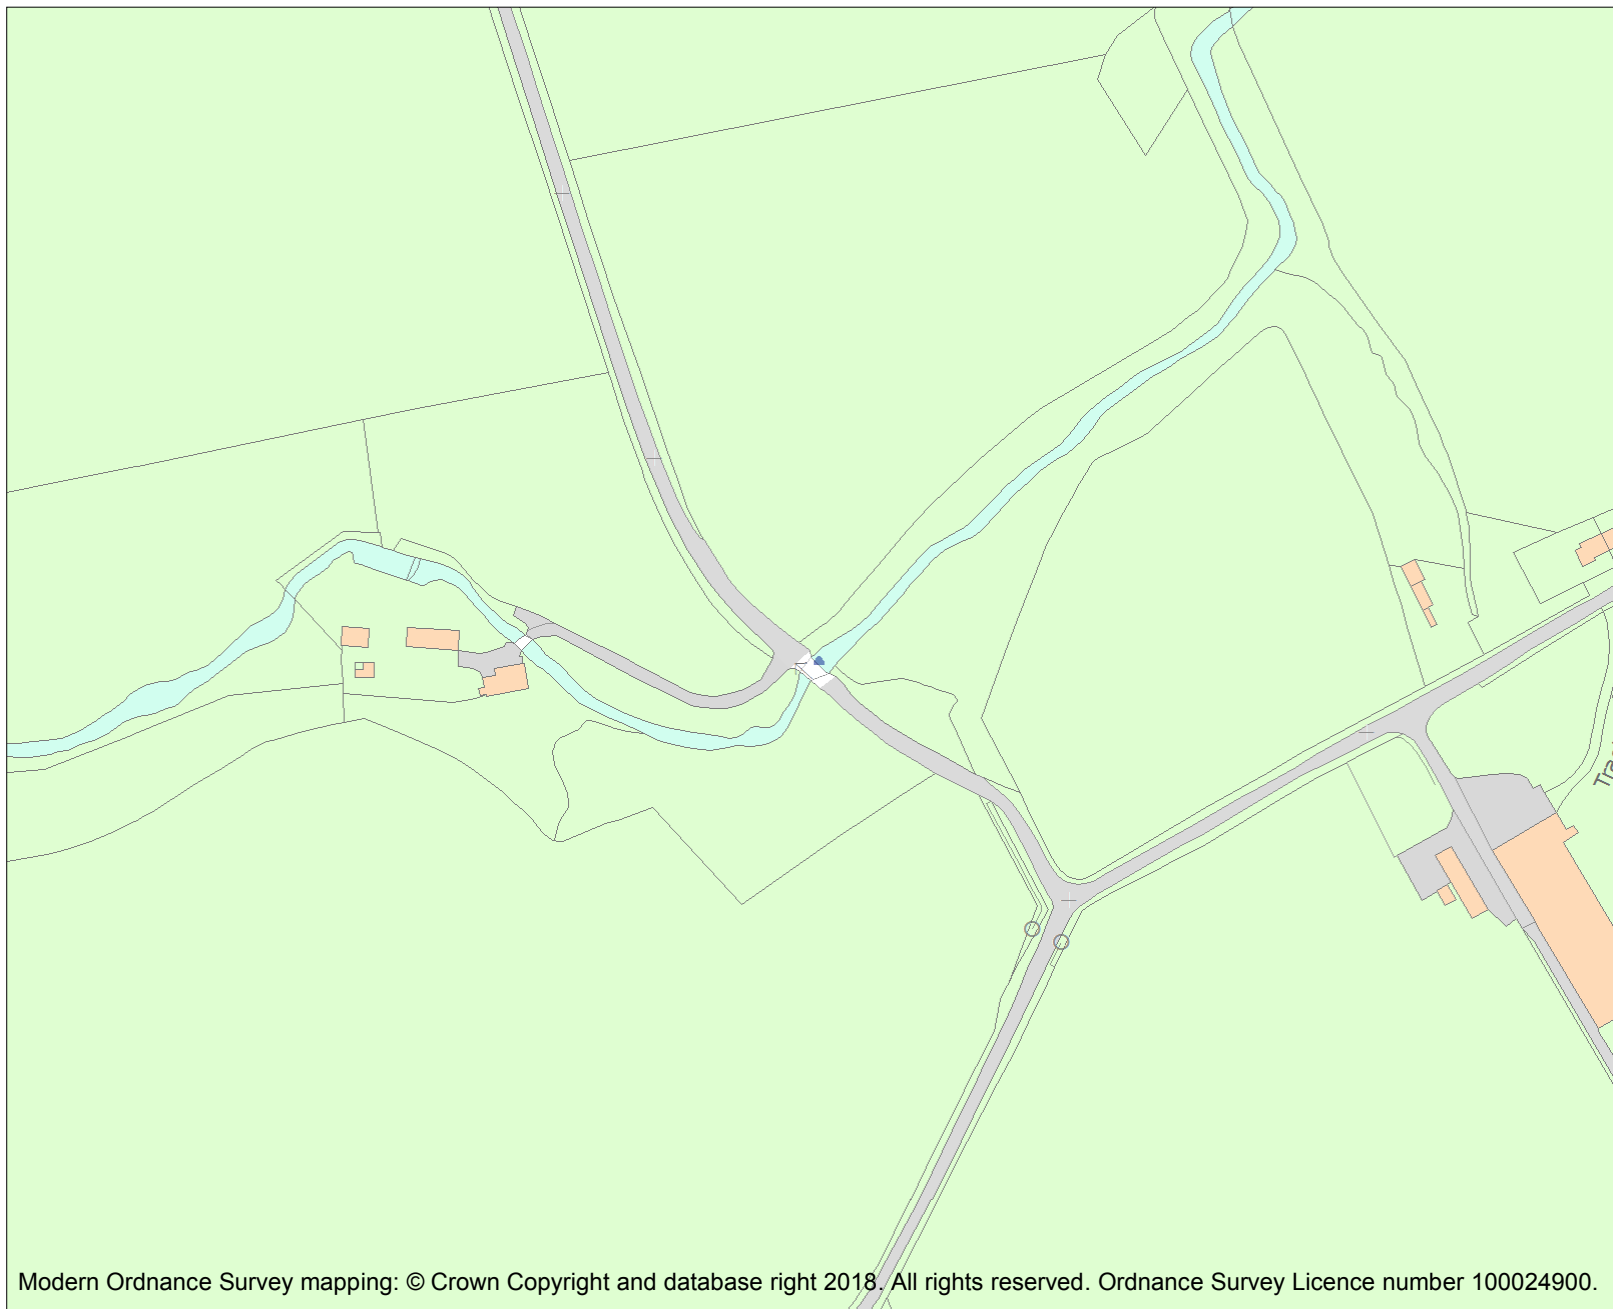 Modern Ordnance Survey mapping: © Crown Copyright and database right 2018. All rights reserved. Ordnance Survey Licence number 100024900.